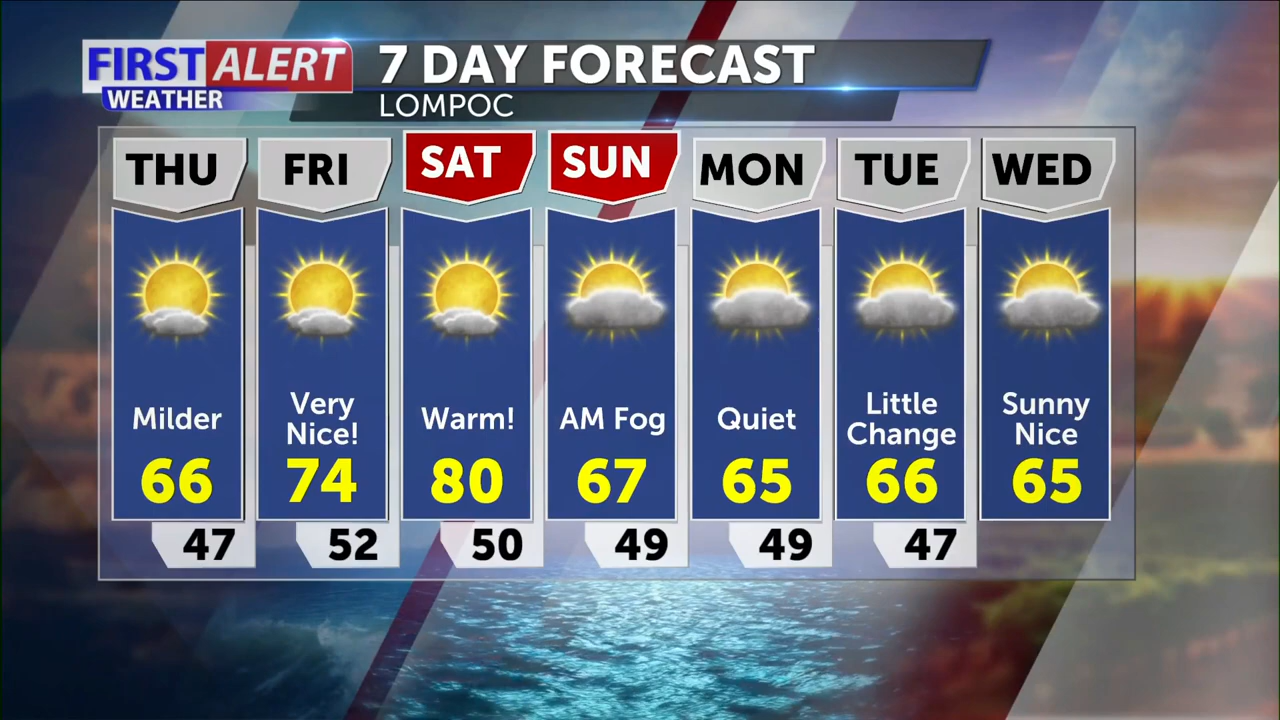 FIRST ALERT
WEATHER
7 DAY FORECAST
LOMPOC
THU FRI SAT SUN MON TUE WED
Milder
66
Very
Nice!
74
Warm!
80
AM Fog
67
Quiet
65
Little
Change
66
Sunny
Nice
65
47 52 50 49 49 47